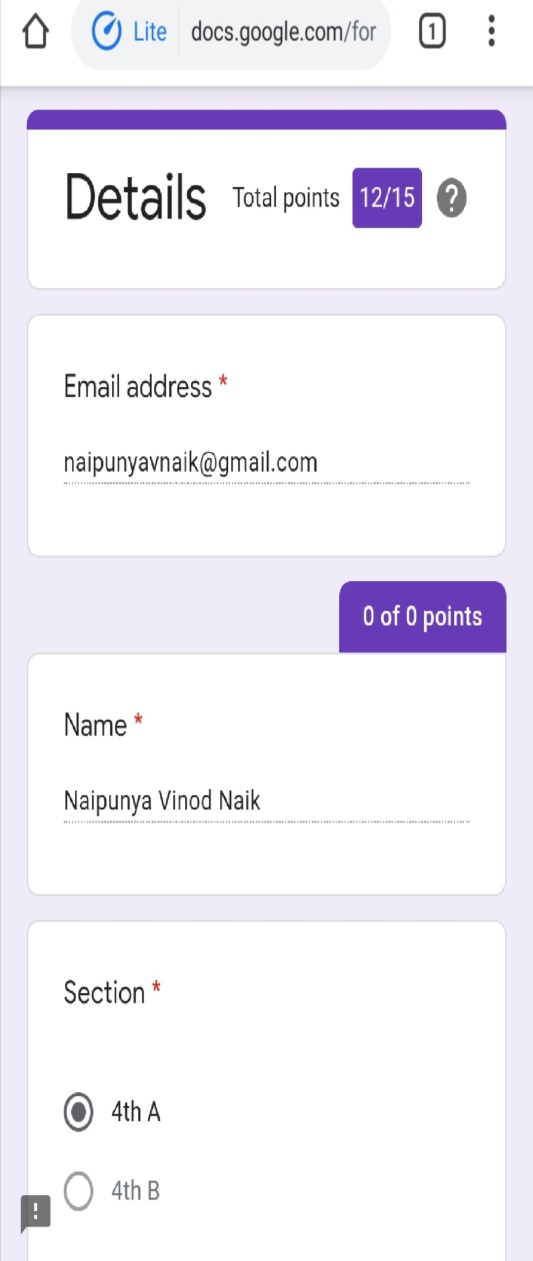 Lite docs.google.com/for 1
Details Total points 12/15 ?
Email address *
naipunyavnaik@gmail.com
0 of 0 points
Name *
Naipunya Vinod Naik
Section *
4th A
4th B
!